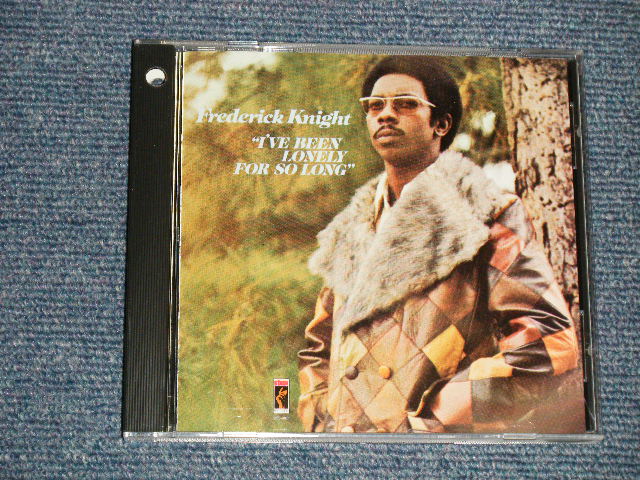 Frederick Knight
"I'VE BEEN
LONELY
FOR SO LONG"